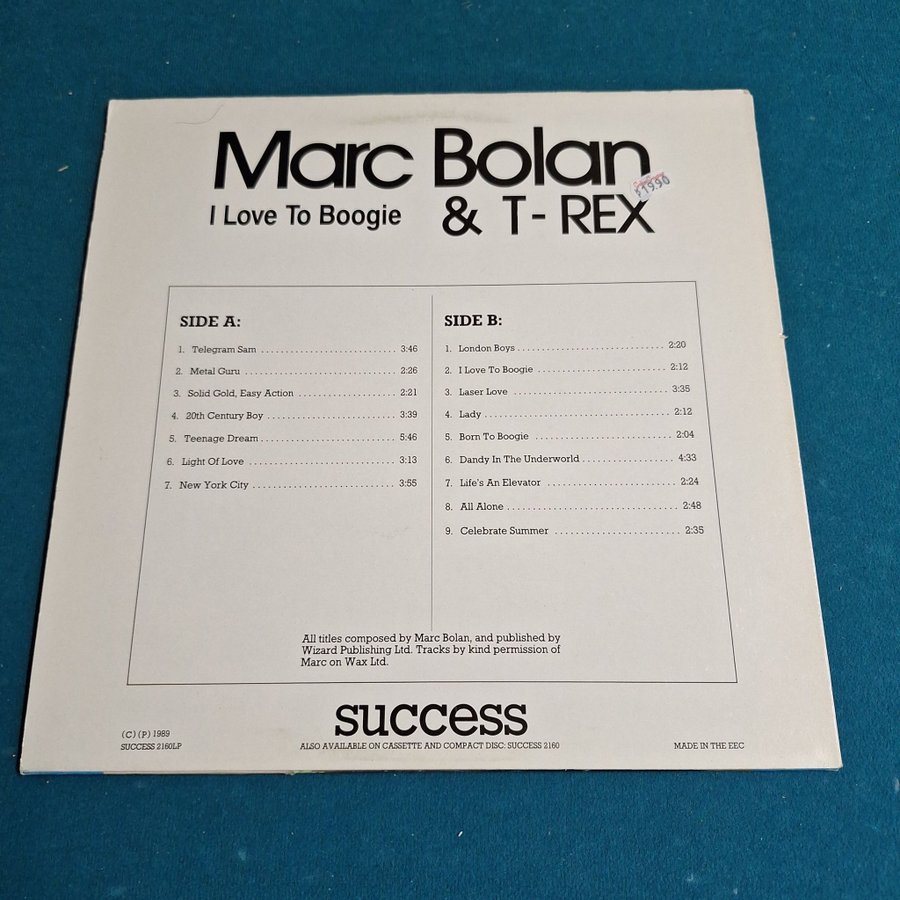 Marc Bolan
I Love To Boogie & T-REX
19.90
SIDE A:
1. Telegram Sam 3:46
2. Metal Guru 2:26
3. Solid Gold, Easy Action 2:21
4. 20th Century Boy 3:39
5. Teenage Dream 5:46
6. Light Of Love 3:13
7. New York City 3:55
SIDE B:
1. London Boys 2:20
2. I Love To Boogie 2:12
3. Laser Love 3:35
4. Lady 2:12
5. Born To Boogie 2:04
6. Dandy In The Underworld 4:33
7. Life's An Elevator 2:24
8. All Alone 2:48
9. Celebrate Summer 2:35
All titles composed by Marc Bolan, and published by
Wizard Publishing Ltd. Tracks by kind permission of
Marc on Wax Ltd.
success
(C) (P) 1989
SUCCESS 2160LP
ALSO AVAILABLE ON CASSETTE AND COMPACT DISC: SUCCESS 2160
MADE IN THE EEC